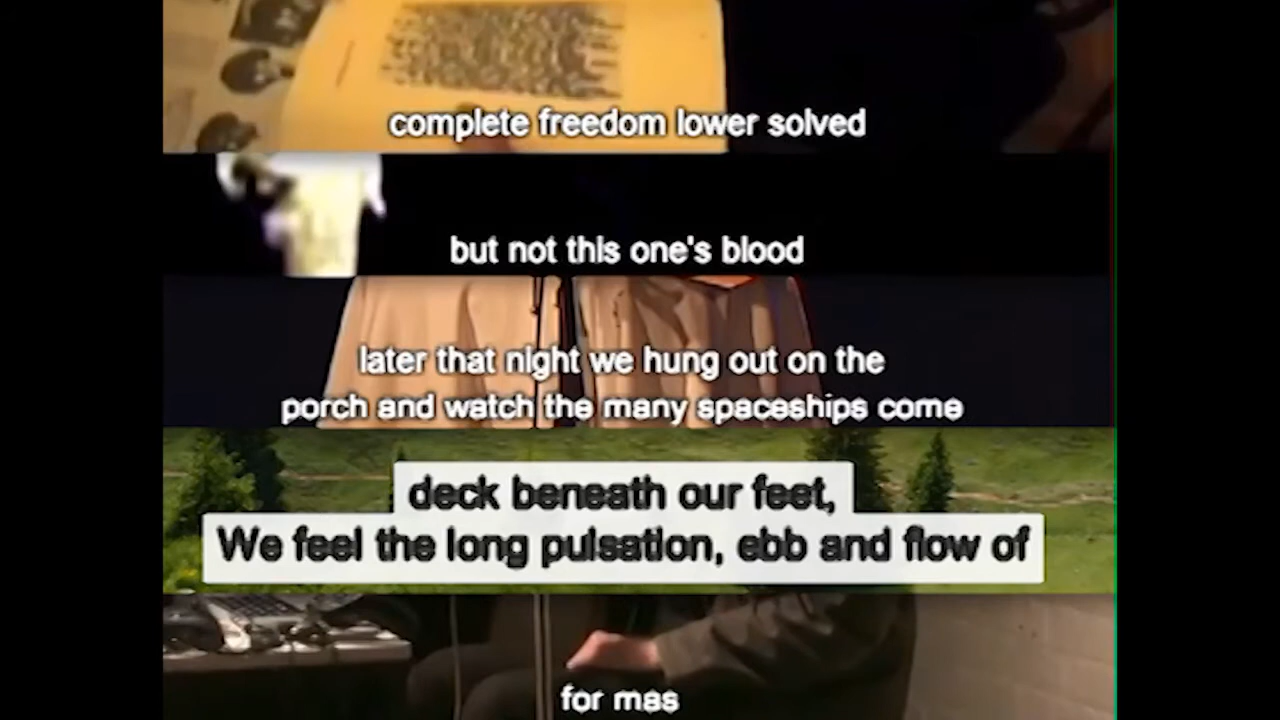 complete freedom lower solved
but not this one's blood
later that night we hung out on the
porch and watch the many spaceships come
deck beneath our feet,
We feel the long pulsation, ebb and flow of
for mas